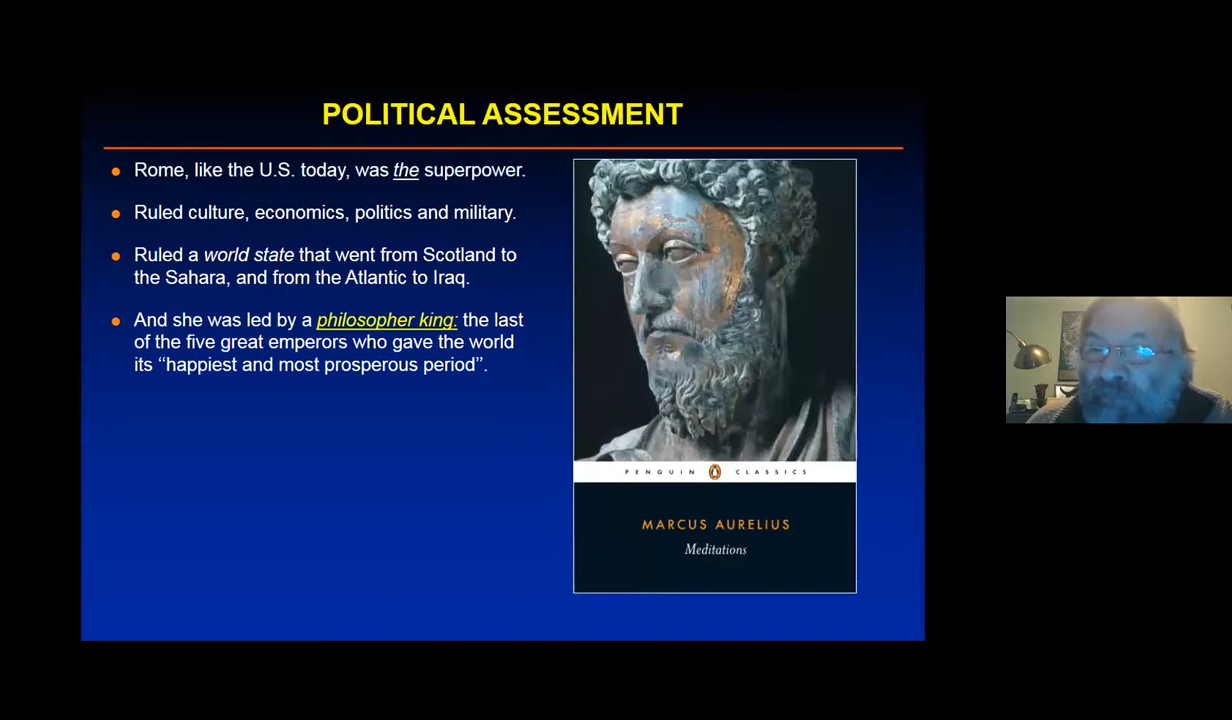 POLITICAL ASSESSMENT
Rome, like the U.S. today, was the superpower.
Ruled culture, economics, politics and military.
Ruled a world state that went from Scotland to
the Sahara, and from the Atlantic to Iraq.
And she was led by a philosopher king: the last
of the five great emperors who gave the world
its “happiest and most prosperous period”.
PENGUIN CLASSICS
MARCUS AURELIUS
Meditations